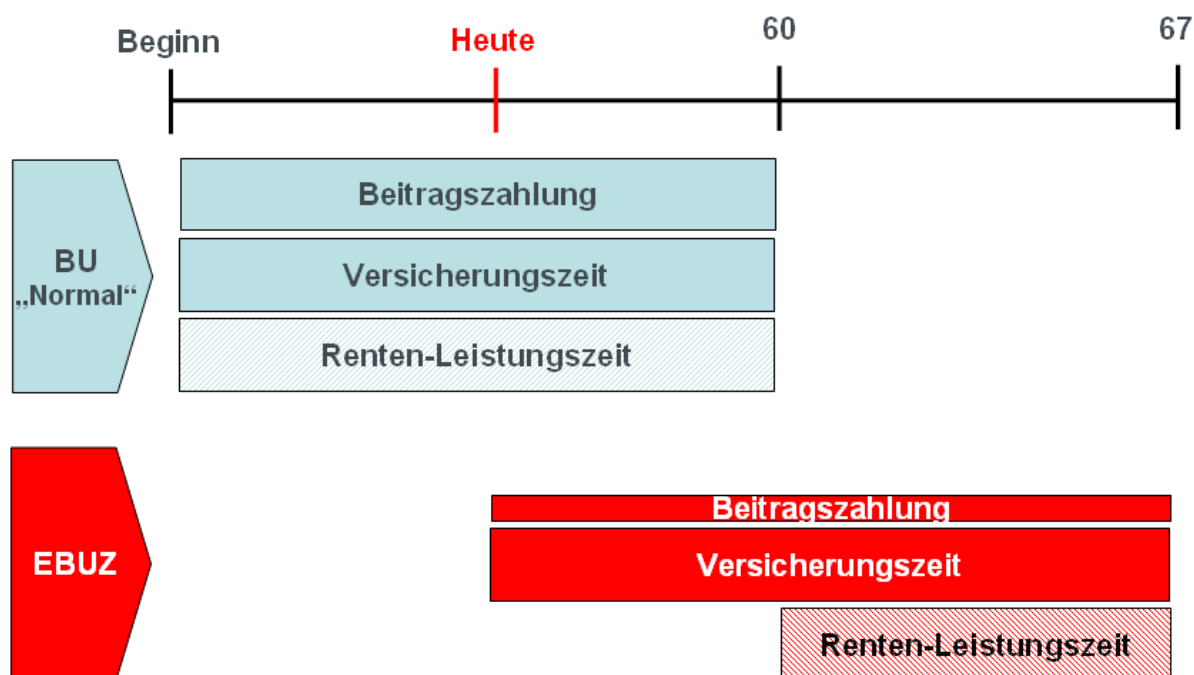 Beginn
Heute
60
67
BU
„Normal“
Beitragszahlung
Versicherungszeit
Renten-Leistungszeit
EBUZ
Beitragszahlung
Versicherungszeit
Renten-Leistungszeit